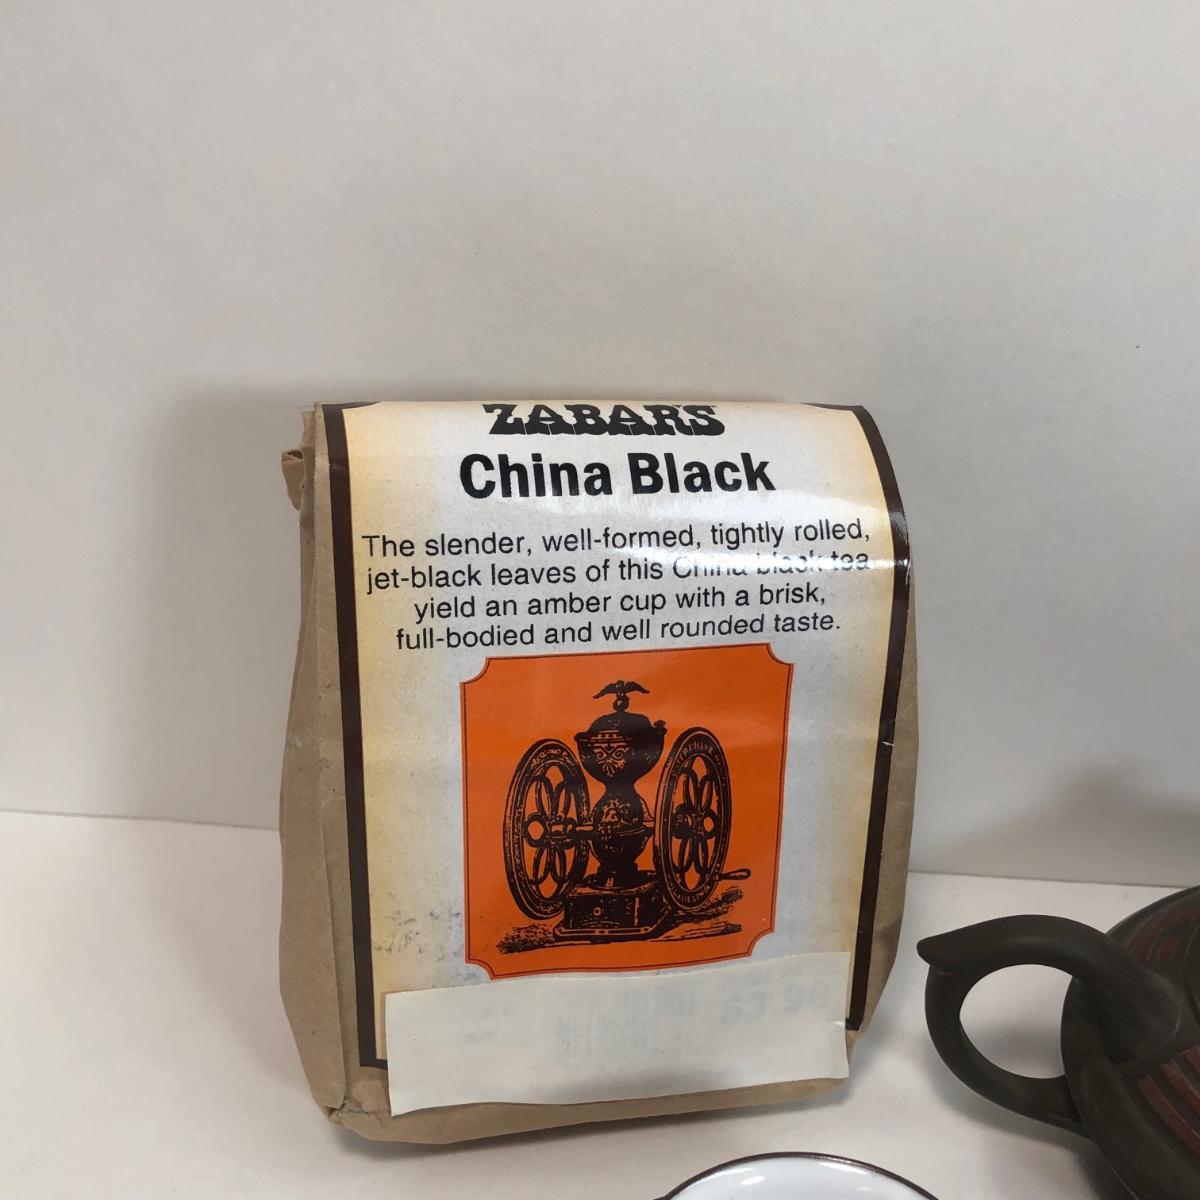 ZABAR'S
China Black
The slender, well-formed, tightly rolled,
jet-black leaves of this China black tea
yield an amber cup with a brisk,
full-bodied and well rounded taste.